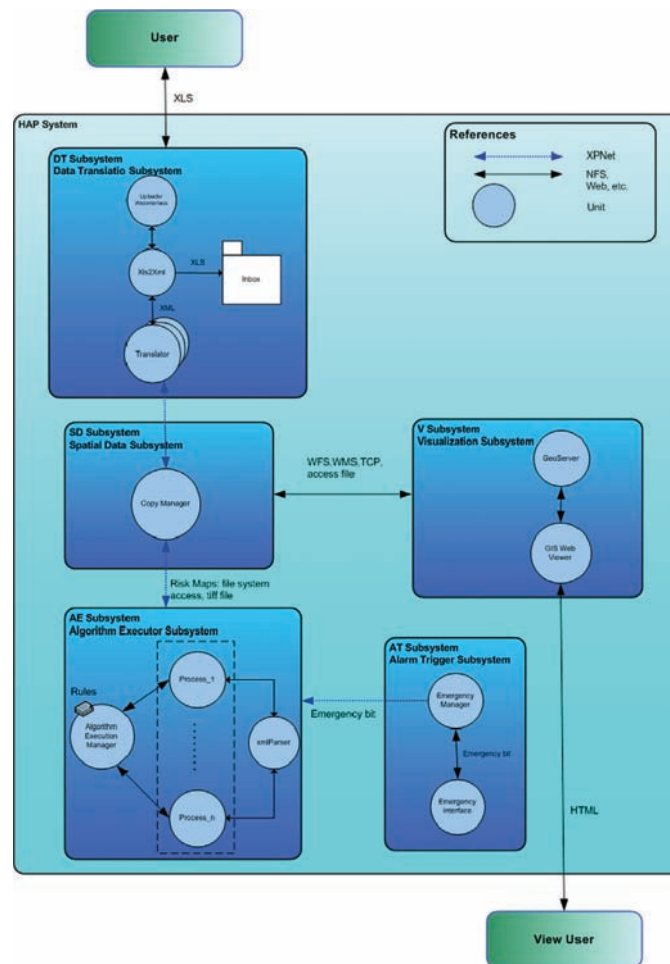 User
XLS
HAP System
References
XPNet
NFS,
Web, etc.
Unit
DT Subsystem
Data Translatio Subsystem
Uploader
Webinterface
Xls2Xml
XLS
Inbox
XML
Translator
SD Subsystem
Spatial Data Subsystem
Copy Manager
WFS,WMS,TCP,
access file
V Subsystem
Visualization Subsystem
GeoServer
GIS Web
Viewer
Risk Maps: file system
access, tiff file
AE Subsystem
Algorithm Executor Subsystem
Rules
Algorithm
Execution
Manager
Process_1
xmlParser
Process_n
Emergency bit
AT Subsystem
Alarm Trigger Subsystem
Emergency
Manager
Emergency bit
Emergency
Interface
HTML
View User